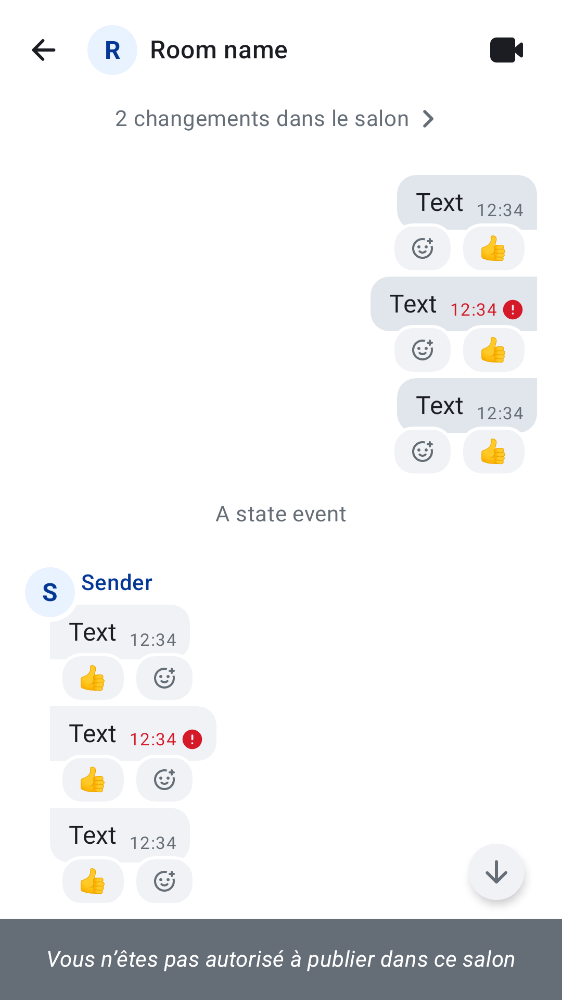 R Room name
2 changements dans le salon
Text 12:34
Text 12:34
Text 12:34
A state event
S Sender
Text 12:34
Text 12:34
Text 12:34
Vous n'êtes pas autorisé à publier dans ce salon